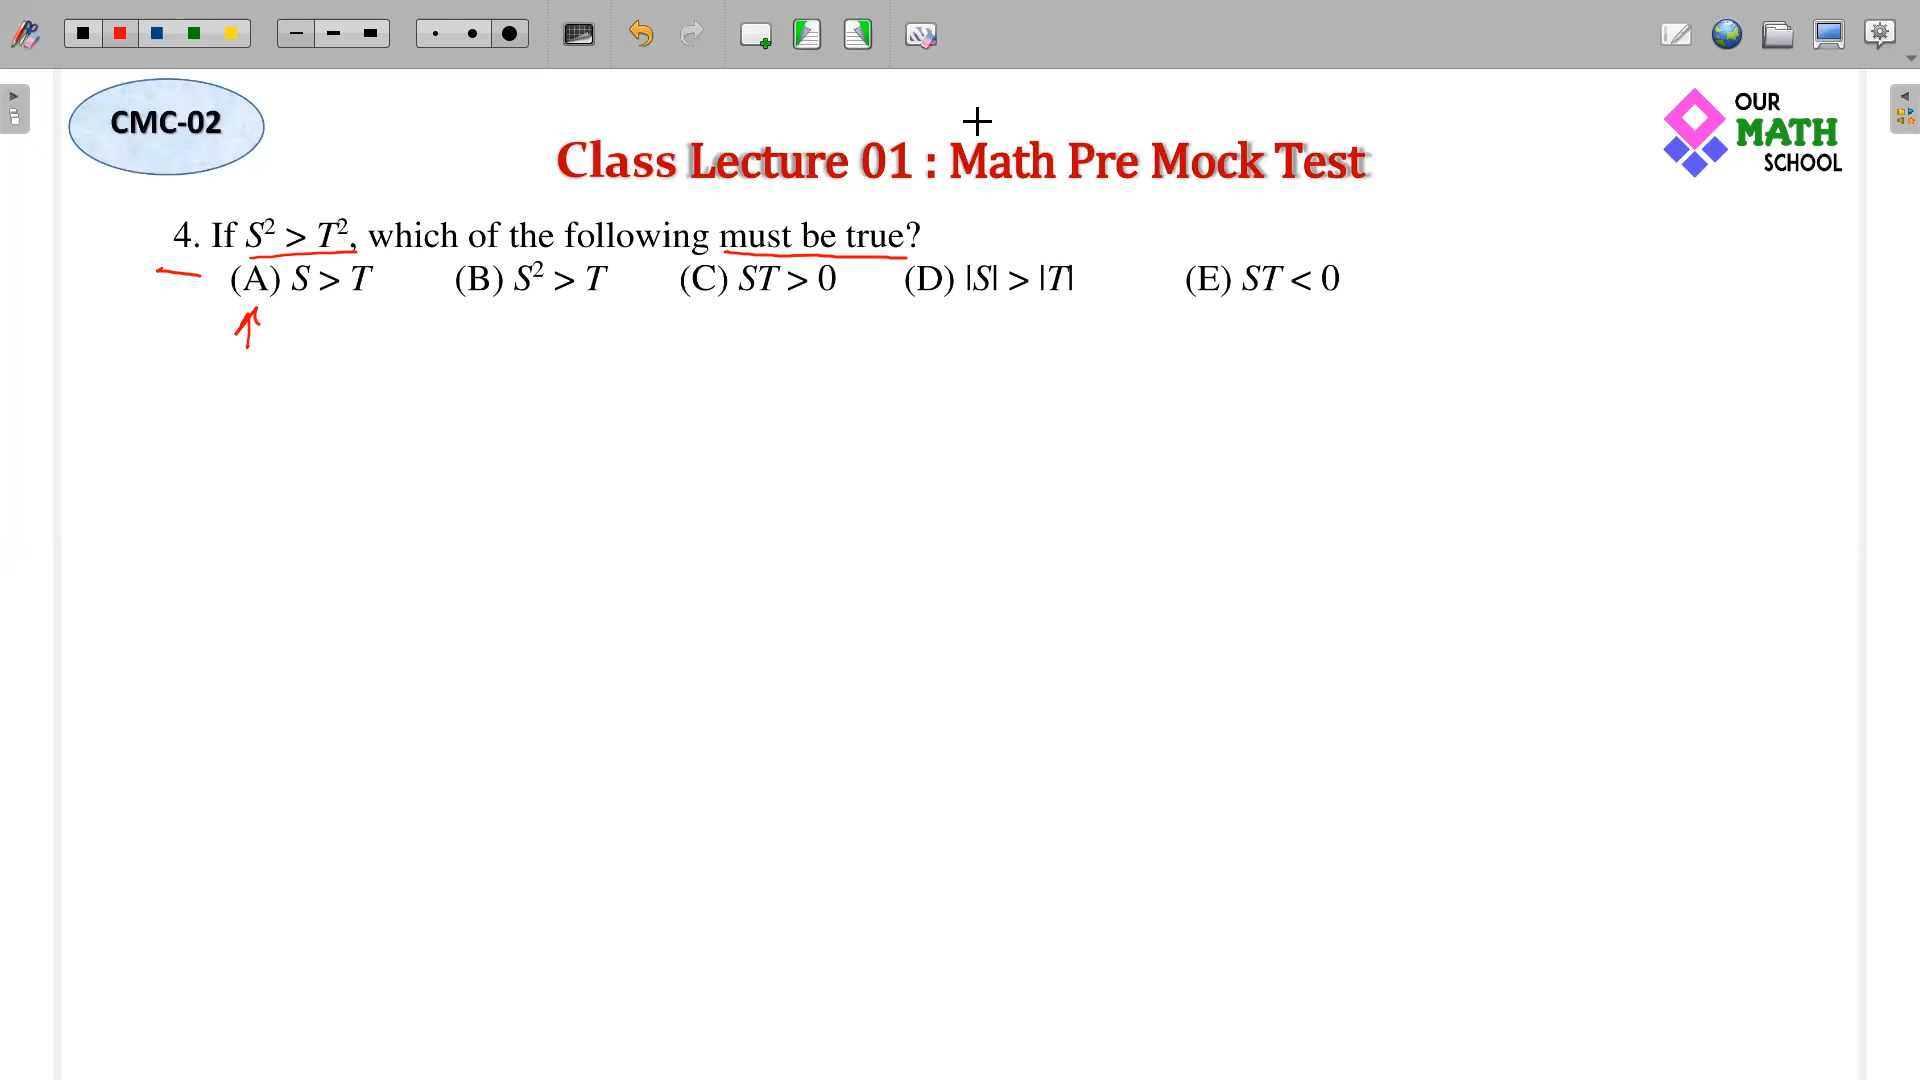 CMC-02
OUR
MATH
SCHOOL
Class Lecture 01 : Math Pre Mock Test
4. If S² > T², which of the following must be true?
(A) S > T (B) S² > T (C) ST > 0 (D) |S| > |T| (E) ST < 0